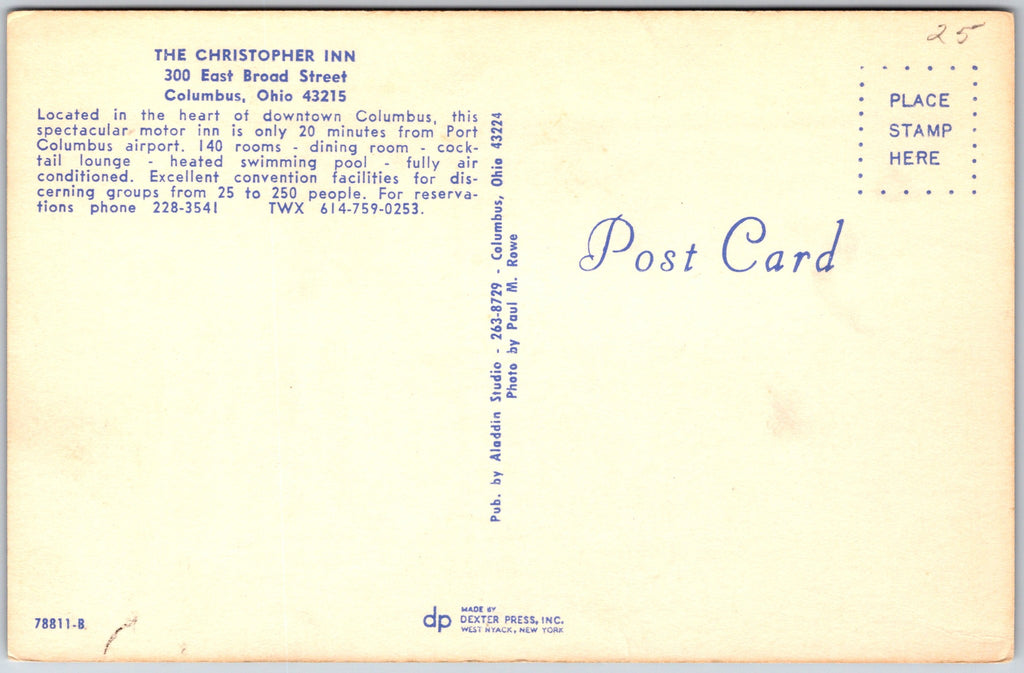 25
THE CHRISTOPHER INN
300 East Broad Street
Columbus, Ohio 43215
Located in the heart of downtown Columbus, this
spectacular motor inn is only 20 minutes from Port
Columbus airport. 140 rooms - dining room - cock-
tail lounge - heated swimming pool - fully air
conditioned. Excellent convention facilities for dis-
cerning groups from 25 to 250 people. For reserva-
tions phone 228-3541 TWX 614-759-0253.
Pub. by Aladdin Studio - 263-8729 - Columbus, Ohio 43224
Photo by Paul M. Rowe
PLACE
STAMP
HERE
Post Card
78811-B
dp
MADE BY
DEXTER PRESS, INC.
WEST NYACK, NEW YORK